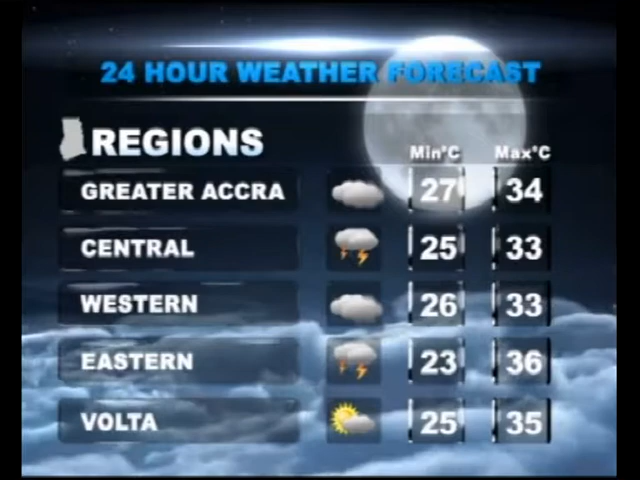 24 HOUR WEATHER FORECAST
REGIONS
Min°C Max°C
GREATER ACCRA 27 34
CENTRAL 25 33
WESTERN 26 33
EASTERN 23 36
VOLTA 25 35